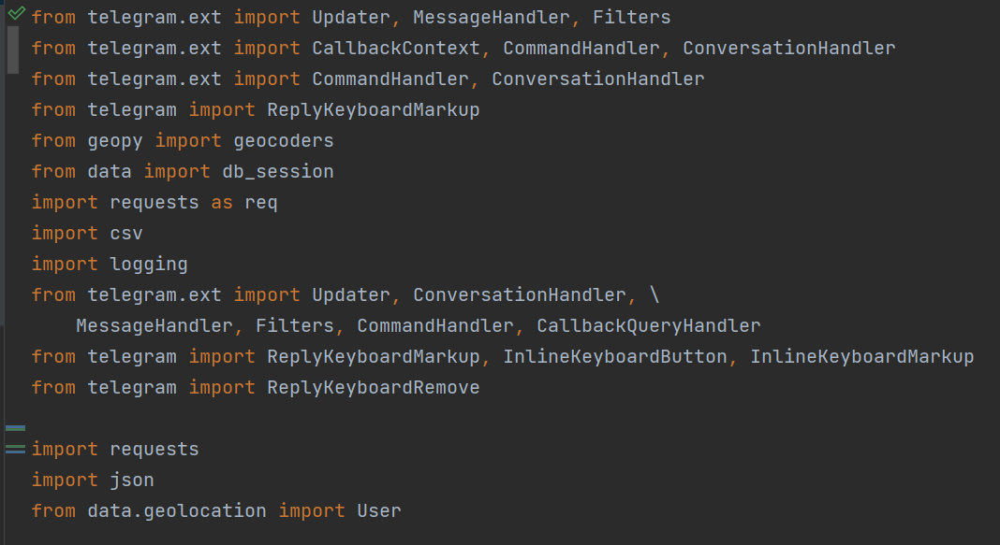 from telegram.ext import Updater, MessageHandler, Filters
from telegram.ext import CallbackContext, CommandHandler, ConversationHandler
from telegram.ext import CommandHandler, ConversationHandler
from telegram import ReplyKeyboardMarkup
from geopy import geocoders
from data import db_session
import requests as req
import csv
import logging
from telegram.ext import Updater, ConversationHandler, \
    MessageHandler, Filters, CommandHandler, CallbackQueryHandler
from telegram import ReplyKeyboardMarkup, InlineKeyboardButton, InlineKeyboardMarkup
from telegram import ReplyKeyboardRemove
import requests
import json
from data.geolocation import User